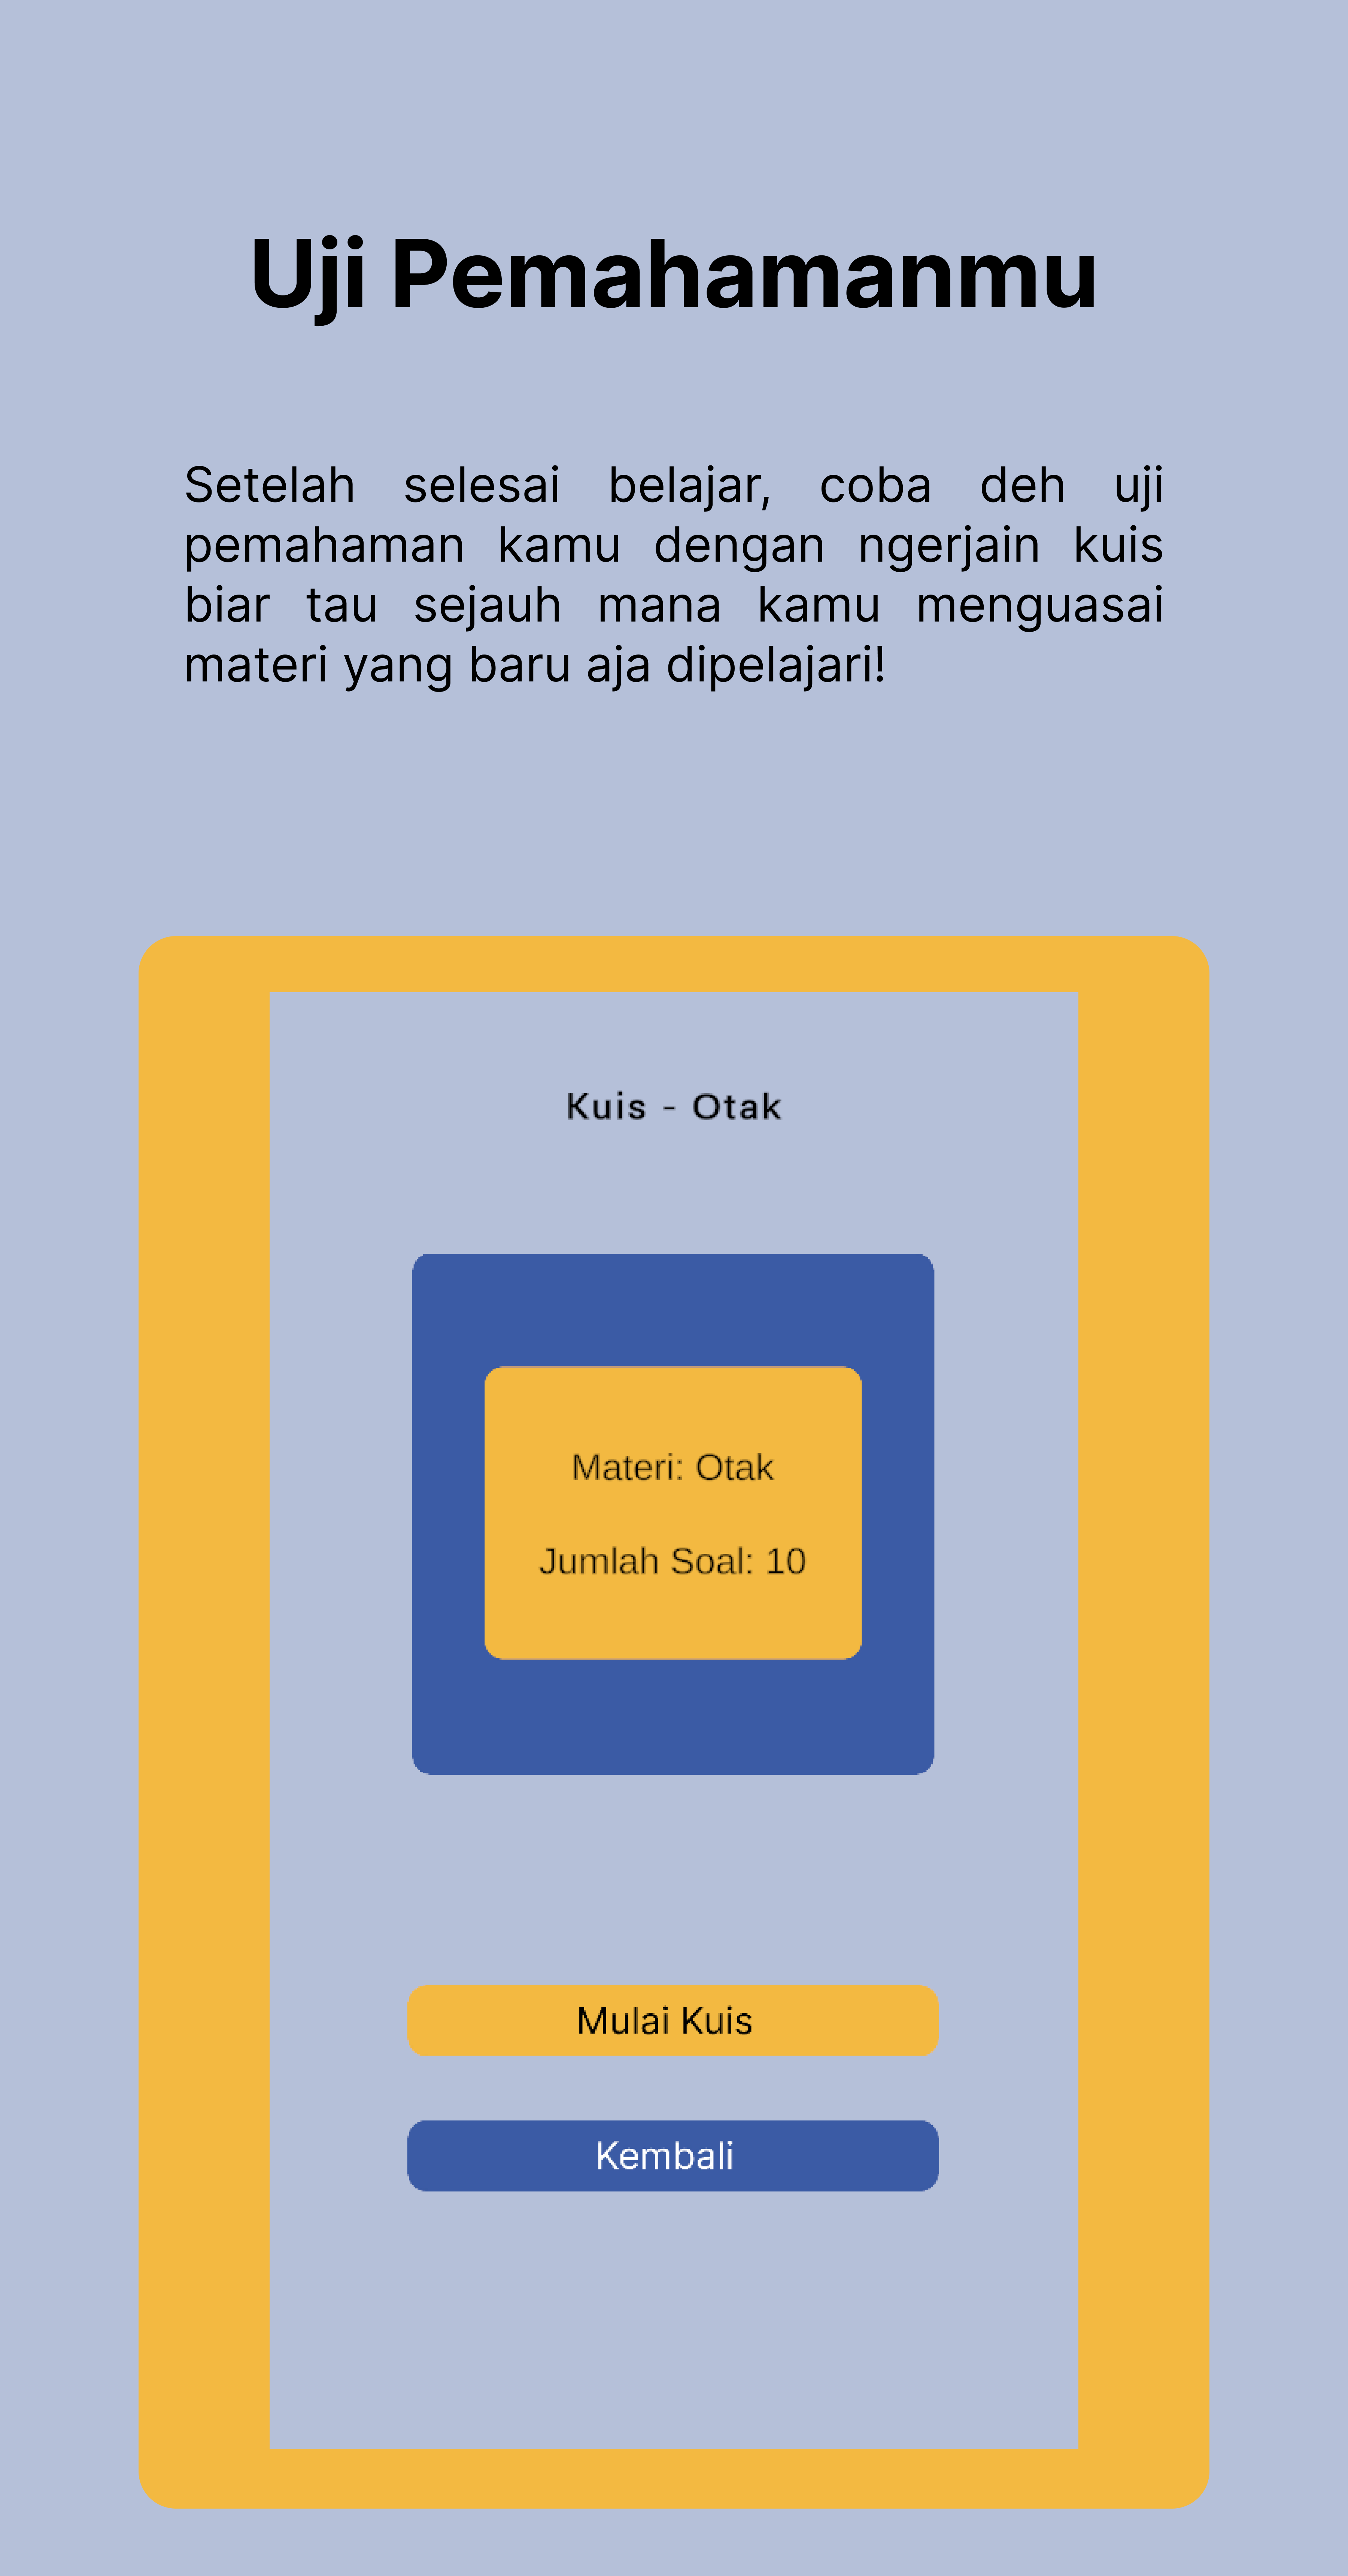 Uji Pemahamanmu
Setelah selesai belajar, coba deh uji
pemahaman kamu dengan ngerjain kuis
biar tau sejauh mana kamu menguasai
materi yang baru aja dipelajari!
Kuis - Otak
Materi: Otak
Jumlah Soal: 10
Mulai Kuis
Kembali